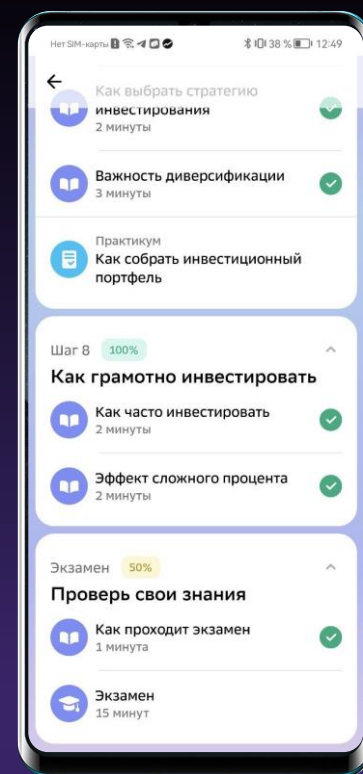 Нет SIM-карты
38 %
12:49
Как выбрать стратегию
инвестирования
2 минуты
Важность диверсификации
3 минуты
Практикум
Как собрать инвестиционный
портфель
Шаг 8 100%
Как грамотно инвестировать
Как часто инвестировать
2 минуты
Эффект сложного процента
2 минуты
Экзамен 50%
Проверь свои знания
Как проходит экзамен
1 минута
Экзамен
15 минут